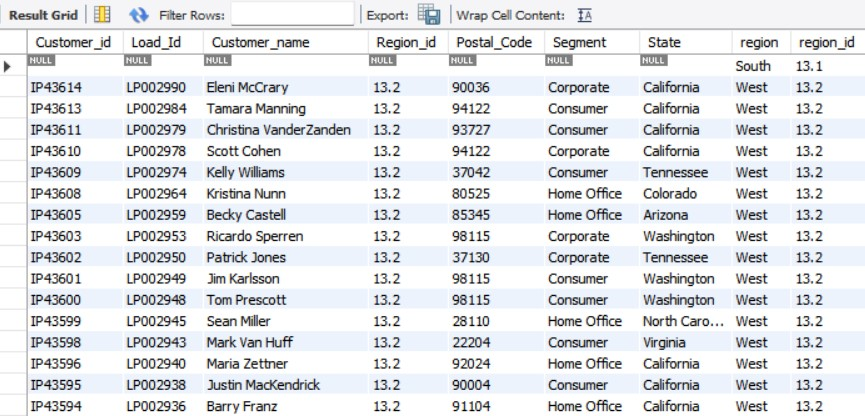 Result Grid Filter Rows: Export: Wrap Cell Content: IA
Customer_id Load_Id Customer_name Region_id Postal_Code Segment State region region_id
NULL NULL NULL NULL NULL NULL NULL South 13.1
IP43614 LP002990 Eleni McCrary 13.2 90036 Corporate California West 13.2
IP43613 LP002984 Tamara Manning 13.2 94122 Consumer California West 13.2
IP43611 LP002979 Christina VanderZanden 13.2 93727 Consumer California West 13.2
IP43610 LP002978 Scott Cohen 13.2 94122 Corporate California West 13.2
IP43609 LP002974 Kelly Williams 13.2 37042 Consumer Tennessee West 13.2
IP43608 LP002964 Kristina Nunn 13.2 80525 Home Office Colorado West 13.2
IP43605 LP002959 Becky Castell 13.2 85345 Home Office Arizona West 13.2
IP43603 LP002953 Ricardo Sperren 13.2 98115 Corporate Washington West 13.2
IP43602 LP002950 Patrick Jones 13.2 37130 Corporate Tennessee West 13.2
IP43601 LP002949 Jim Karlsson 13.2 98115 Consumer Washington West 13.2
IP43600 LP002948 Tom Prescott 13.2 98115 Consumer Washington West 13.2
IP43599 LP002945 Sean Miller 13.2 28110 Home Office North Caro... West 13.2
IP43598 LP002943 Mark Van Huff 13.2 22204 Consumer Virginia West 13.2
IP43596 LP002940 Maria Zettner 13.2 92024 Home Office California West 13.2
IP43595 LP002938 Justin MacKendrick 13.2 90004 Consumer California West 13.2
IP43594 LP002936 Barry Franz 13.2 91104 Home Office California West 13.2